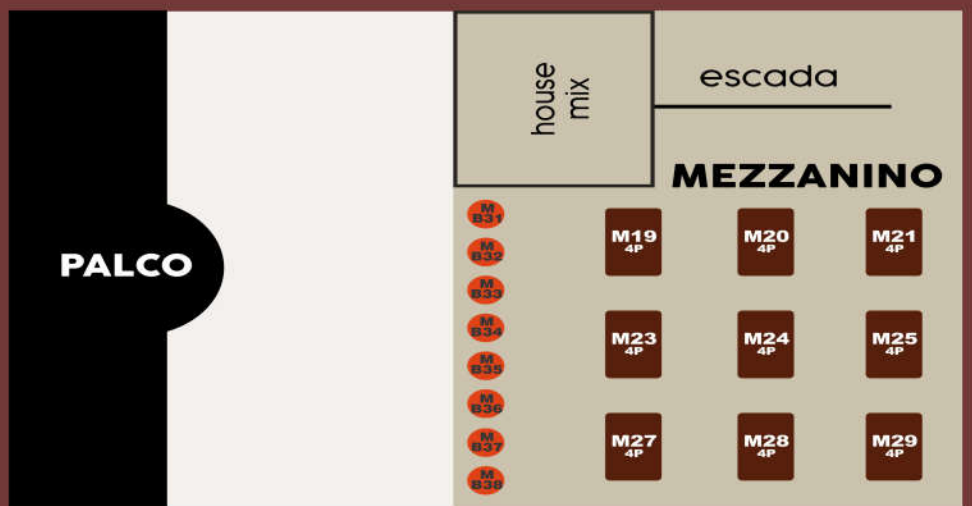 house
mix
escada
MEZZANINO
PALCO
M
B31
M
B32
M
B33
M
B34
M
B35
M
B36
M
B37
M
B38
M19
4P
M20
4P
M21
4P
M23
4P
M24
4P
M25
4P
M27
4P
M28
4P
M29
4P